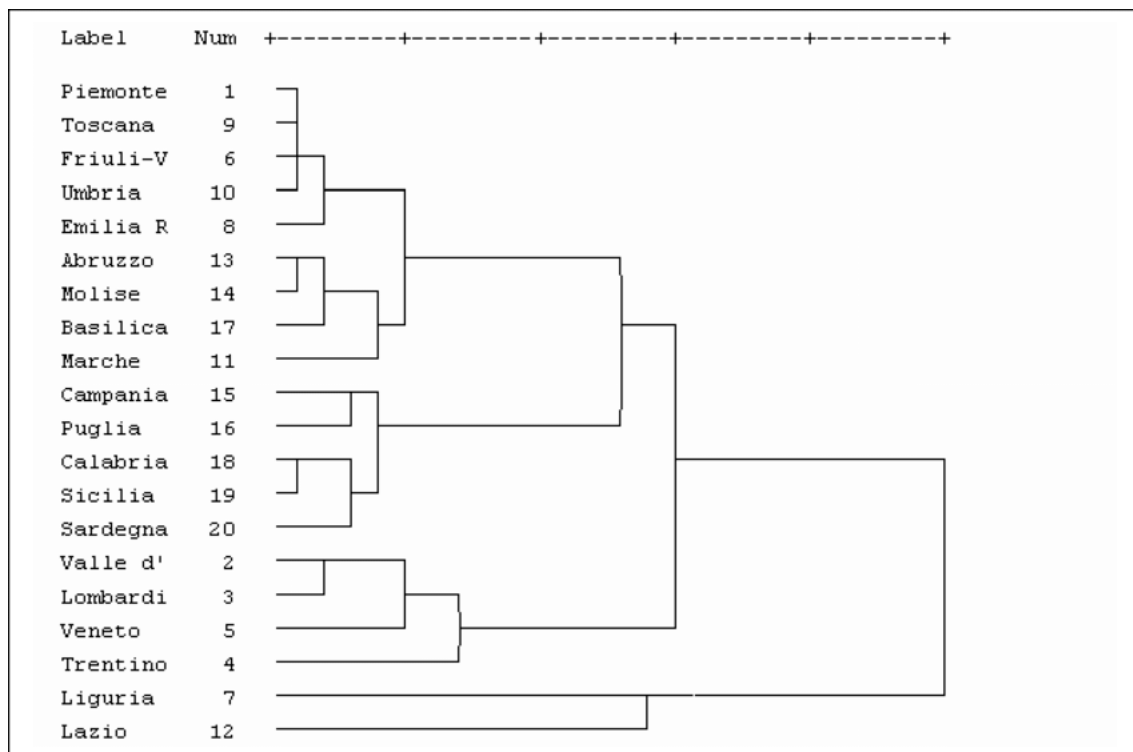 Label Num +---------+---------+---------+---------+---------+
Piemonte 1
Toscana 9
Friuli-V 6
Umbria 10
Emilia R 8
Abruzzo 13
Molise 14
Basilica 17
Marche 11
Campania 15
Puglia 16
Calabria 18
Sicilia 19
Sardegna 20
Valle d' 2
Lombardi 3
Veneto 5
Trentino 4
Liguria 7
Lazio 12